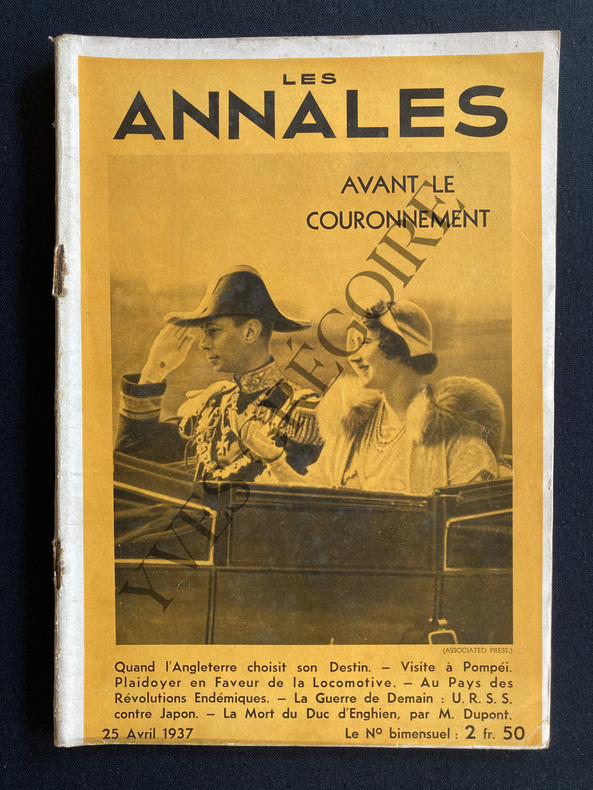 LES
ANNALES
AVANT LE
COURONNEMENT
YVES GRÉGOIRE
(ASSOCIATED PRESS.)
Quand l'Angleterre choisit son Destin. – Visite à Pompéi.
Plaidoyer en Faveur de la Locomotive. – Au Pays des
Révolutions Endémiques. – La Guerre de Demain : U. R. S. S.
contre Japon. – La Mort du Duc d'Enghien, par M. Dupont.
25 Avril 1937 Le Nº bimensuel : 2 fr. 50